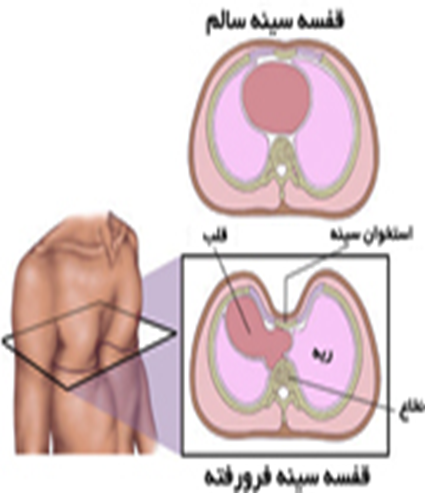 قفسه سینه سالم
استخوان سینه
قلب
ریه
نخاع
قفسه سینه فرورفته